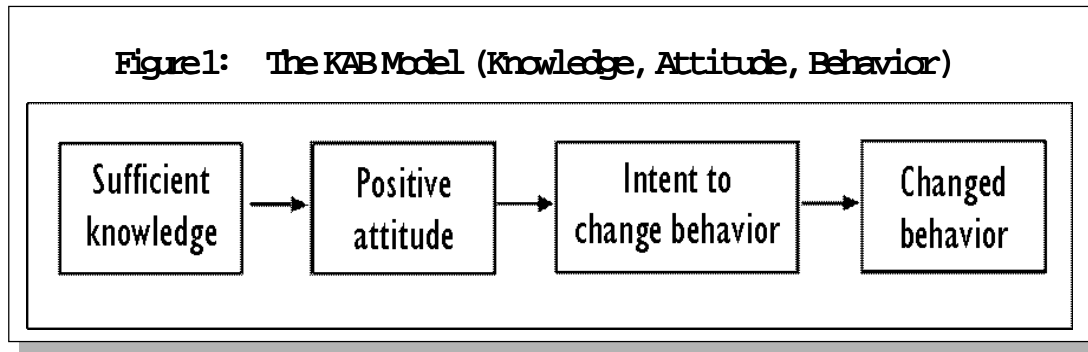 Figure 1: The KAB Model (Knowledge, Attitude, Behavior)
Sufficient
knowledge
Positive
attitude
Intent to
change behavior
Changed
behavior